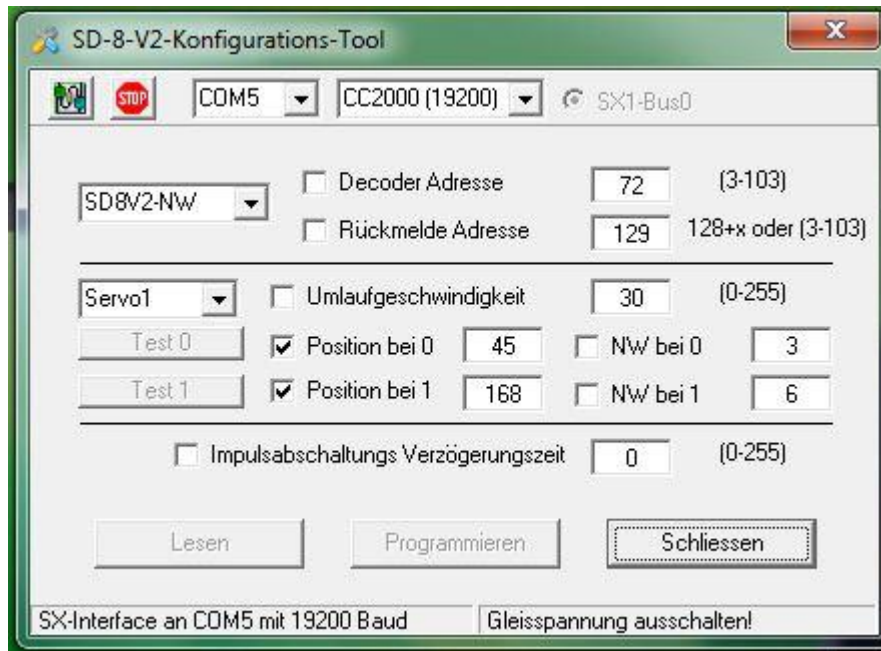 SD-8-V2-Konfigurations-Tool
STOP COM5 CC2000 (19200) SX1-Bus0
SD8V2-NW Decoder Adresse 72 (3-103)
Rückmelde Adresse 129 128+x oder (3-103)
Servo1 Umlaufgeschwindigkeit 30 (0-255)
Test 0 Position bei 0 45 NW bei 0 3
Test 1 Position bei 1 168 NW bei 1 6
Impulsabschaltungs Verzögerungszeit 0 (0-255)
Lesen Programmieren Schliessen
SX-Interface an COM5 mit 19200 Baud Gleisspannung ausschalten!